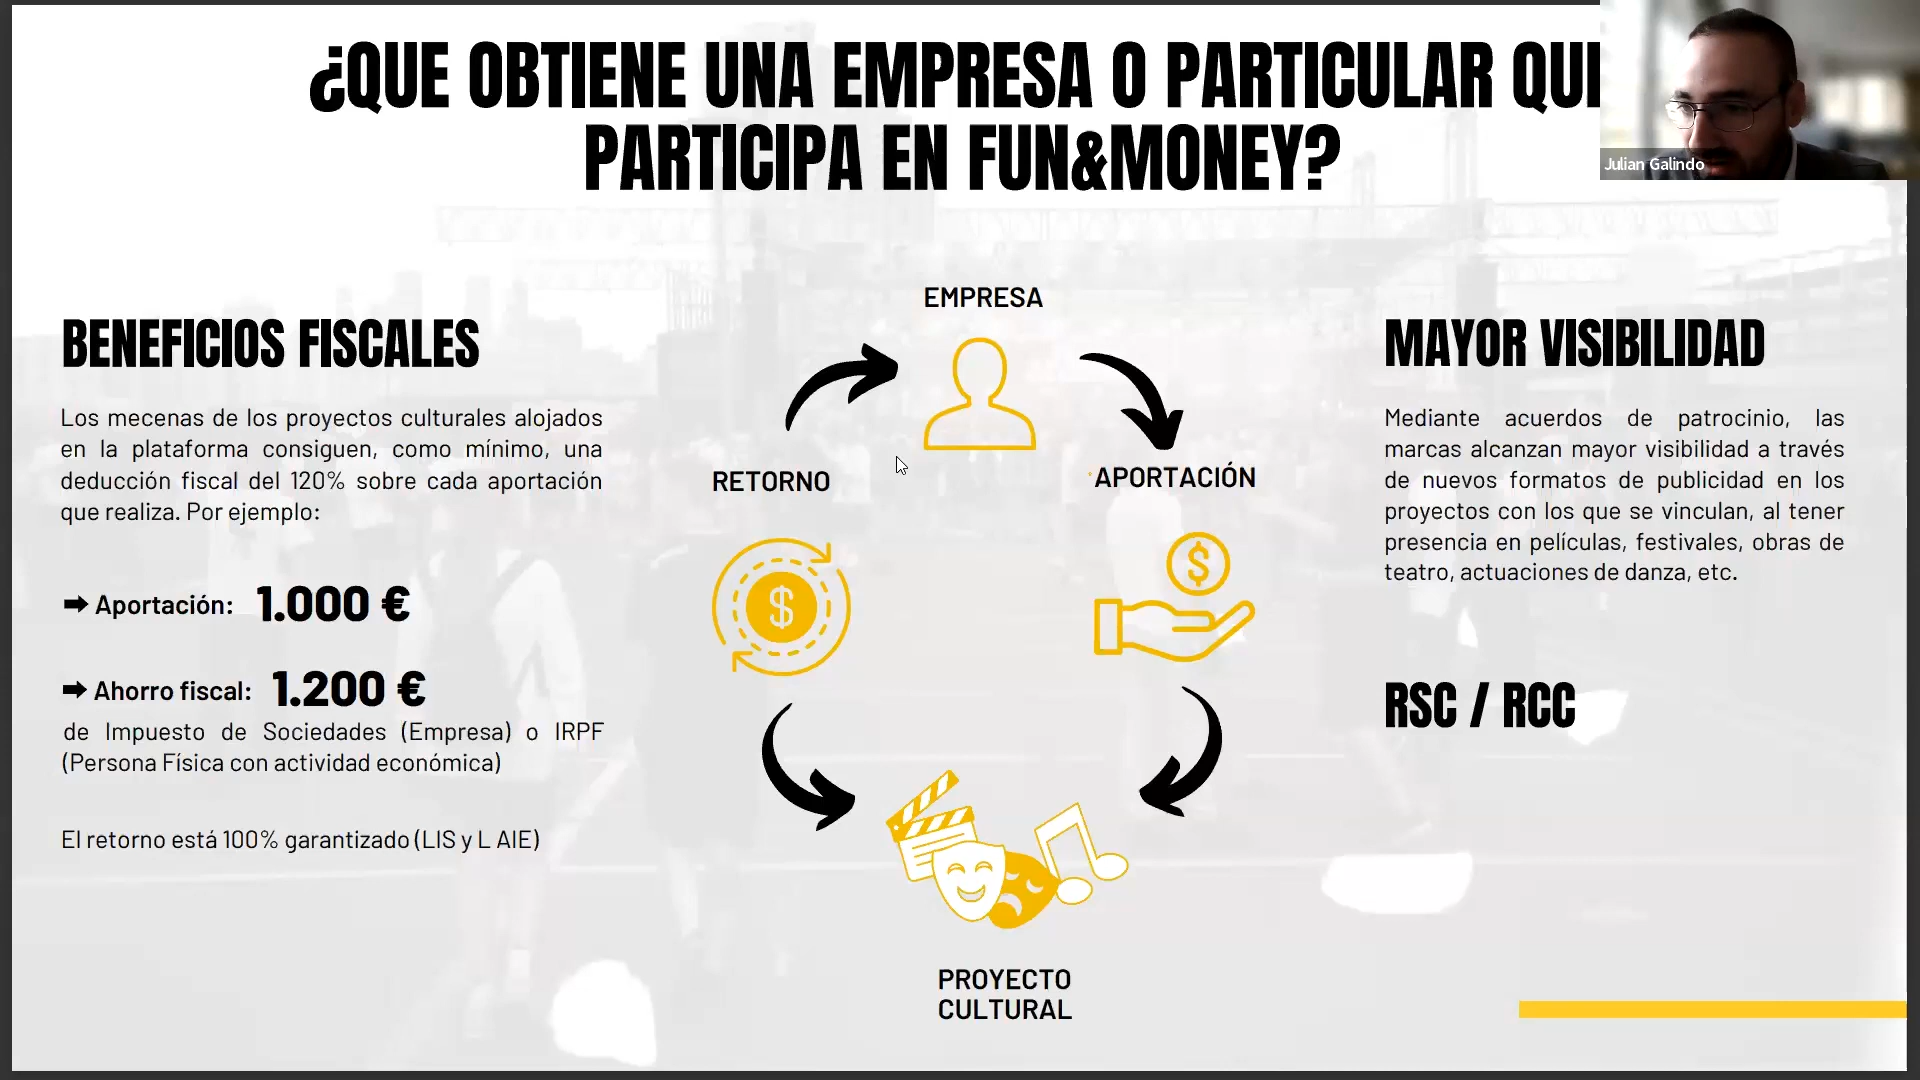 ¿QUE OBTIENE UNA EMPRESA O PARTICULAR QUE
PARTICIPA EN FUN&MONEY?
Julian Galindo
BENEFICIOS FISCALES
Los mecenas de los proyectos culturales alojados
en la plataforma consiguen, como mínimo, una
deducción fiscal del 120% sobre cada aportación
que realiza. Por ejemplo:
Aportación: 1.000 €
Ahorro fiscal: 1.200 €
de Impuesto de Sociedades (Empresa) o IRPF
(Persona Física con actividad económica)
El retorno está 100% garantizado (LIS y L AIE)
EMPRESA
RETORNO
APORTACIÓN
PROYECTO
CULTURAL
MAYOR VISIBILIDAD
Mediante acuerdos de patrocinio, las
marcas alcanzan mayor visibilidad a través
de nuevos formatos de publicidad en los
proyectos con los que se vinculan, al tener
presencia en películas, festivales, obras de
teatro, actuaciones de danza, etc.
RSC / RCC